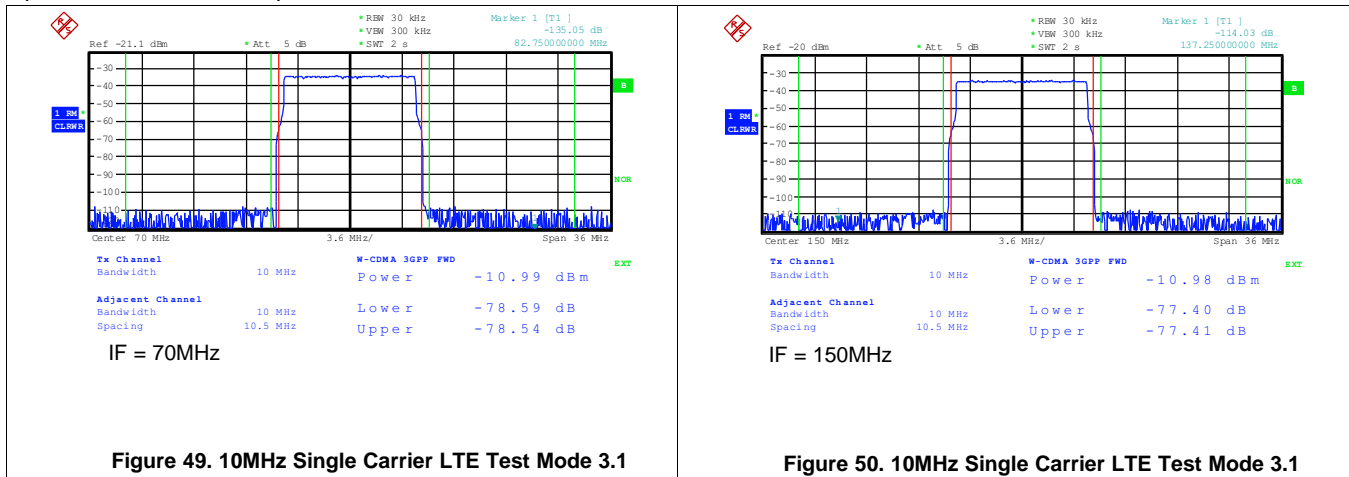 R/S
* RBW 30 kHz
Marker 1 [T1 ]
* VBW 300 kHz
-135.05 dB
Ref -21.1 dBm
* Att 5 dB
* SWT 2 s
82.750000000 MHz
-30
-40
B
-50
1 RM *
CLRWR
-60
-70
-80
-90
NOR
-100
-110
1
Center 70 MHz
3.6 MHz/
Span 36 MHz
Tx Channel
W-CDMA 3GPP FWD
EXT
Bandwidth 10 MHz
Power -10.99 dBm
Adjacent Channel
Bandwidth 10 MHz
Lower -78.59 dB
Spacing 10.5 MHz
Upper -78.54 dB
IF = 70MHz
Figure 49. 10MHz Single Carrier LTE Test Mode 3.1
R/S
* RBW 30 kHz
Marker 1 [T1 ]
* VBW 300 kHz
-114.03 dB
Ref -20 dBm
* Att 5 dB
* SWT 2 s
137.250000000 MHz
-30
-40
B
-50
1 RM *
CLRWR
-60
-70
-80
-90
NOR
-100
-110
1
Center 150 MHz
3.6 MHz/
Span 36 MHz
Tx Channel
W-CDMA 3GPP FWD
EXT
Bandwidth 10 MHz
Power -10.98 dBm
Adjacent Channel
Bandwidth 10 MHz
Lower -77.40 dB
Spacing 10.5 MHz
Upper -77.41 dB
IF = 150MHz
Figure 50. 10MHz Single Carrier LTE Test Mode 3.1